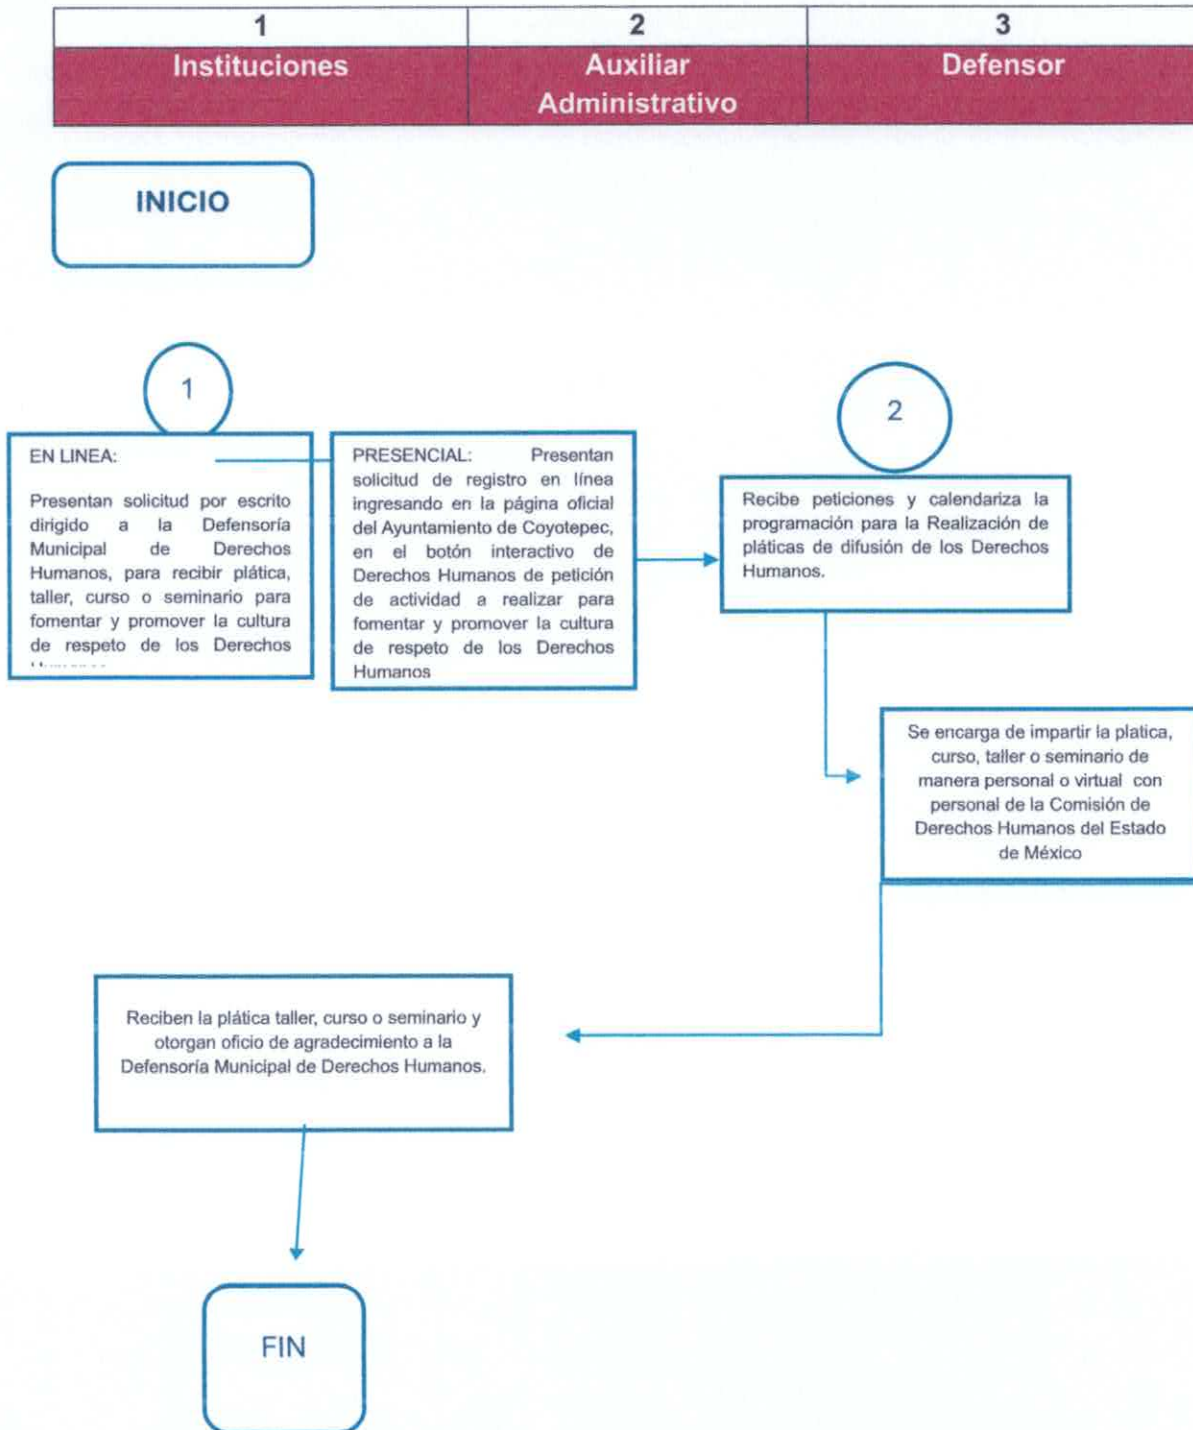 1 2 3
Instituciones Auxiliar Administrativo Defensor
INICIO
1
EN LINEA:
Presentan solicitud por escrito
dirigido a la Defensoría
Municipal de Derechos
Humanos, para recibir plática,
taller, curso o seminario para
fomentar y promover la cultura
de respeto de los Derechos
PRESENCIAL: Presentan
solicitud de registro en línea
ingresando en la página oficial
del Ayuntamiento de Coyotepec,
en el botón interactivo de
Derechos Humanos de petición
de actividad a realizar para
fomentar y promover la cultura
de respeto de los Derechos
Humanos
2
Recibe peticiones y calendariza la
programación para la Realización de
pláticas de difusión de los Derechos
Humanos.
Se encarga de impartir la platica,
curso, taller o seminario de
manera personal o virtual con
personal de la Comisión de
Derechos Humanos del Estado
de México
Reciben la plática taller, curso o seminario y
otorgan oficio de agradecimiento a la
Defensoría Municipal de Derechos Humanos.
FIN